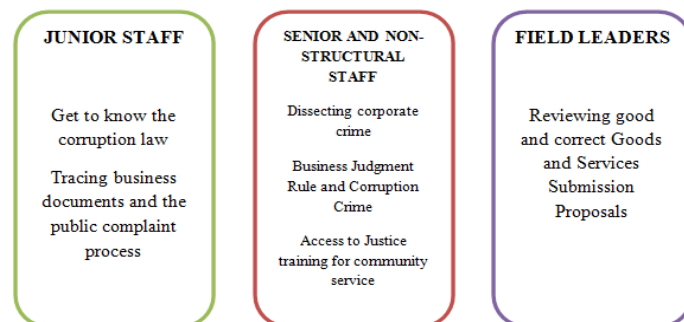 JUNIOR STAFF
Get to know the
corruption law
Tracing business
documents and the
public complaint
process
SENIOR AND NON-
STRUCTURAL
STAFF
Dissecting corporate
crime
Business Judgment
Rule and Corruption
Crime
Access to Justice
training for community
service
FIELD LEADERS
Reviewing good
and correct Goods
and Services
Submission
Proposals